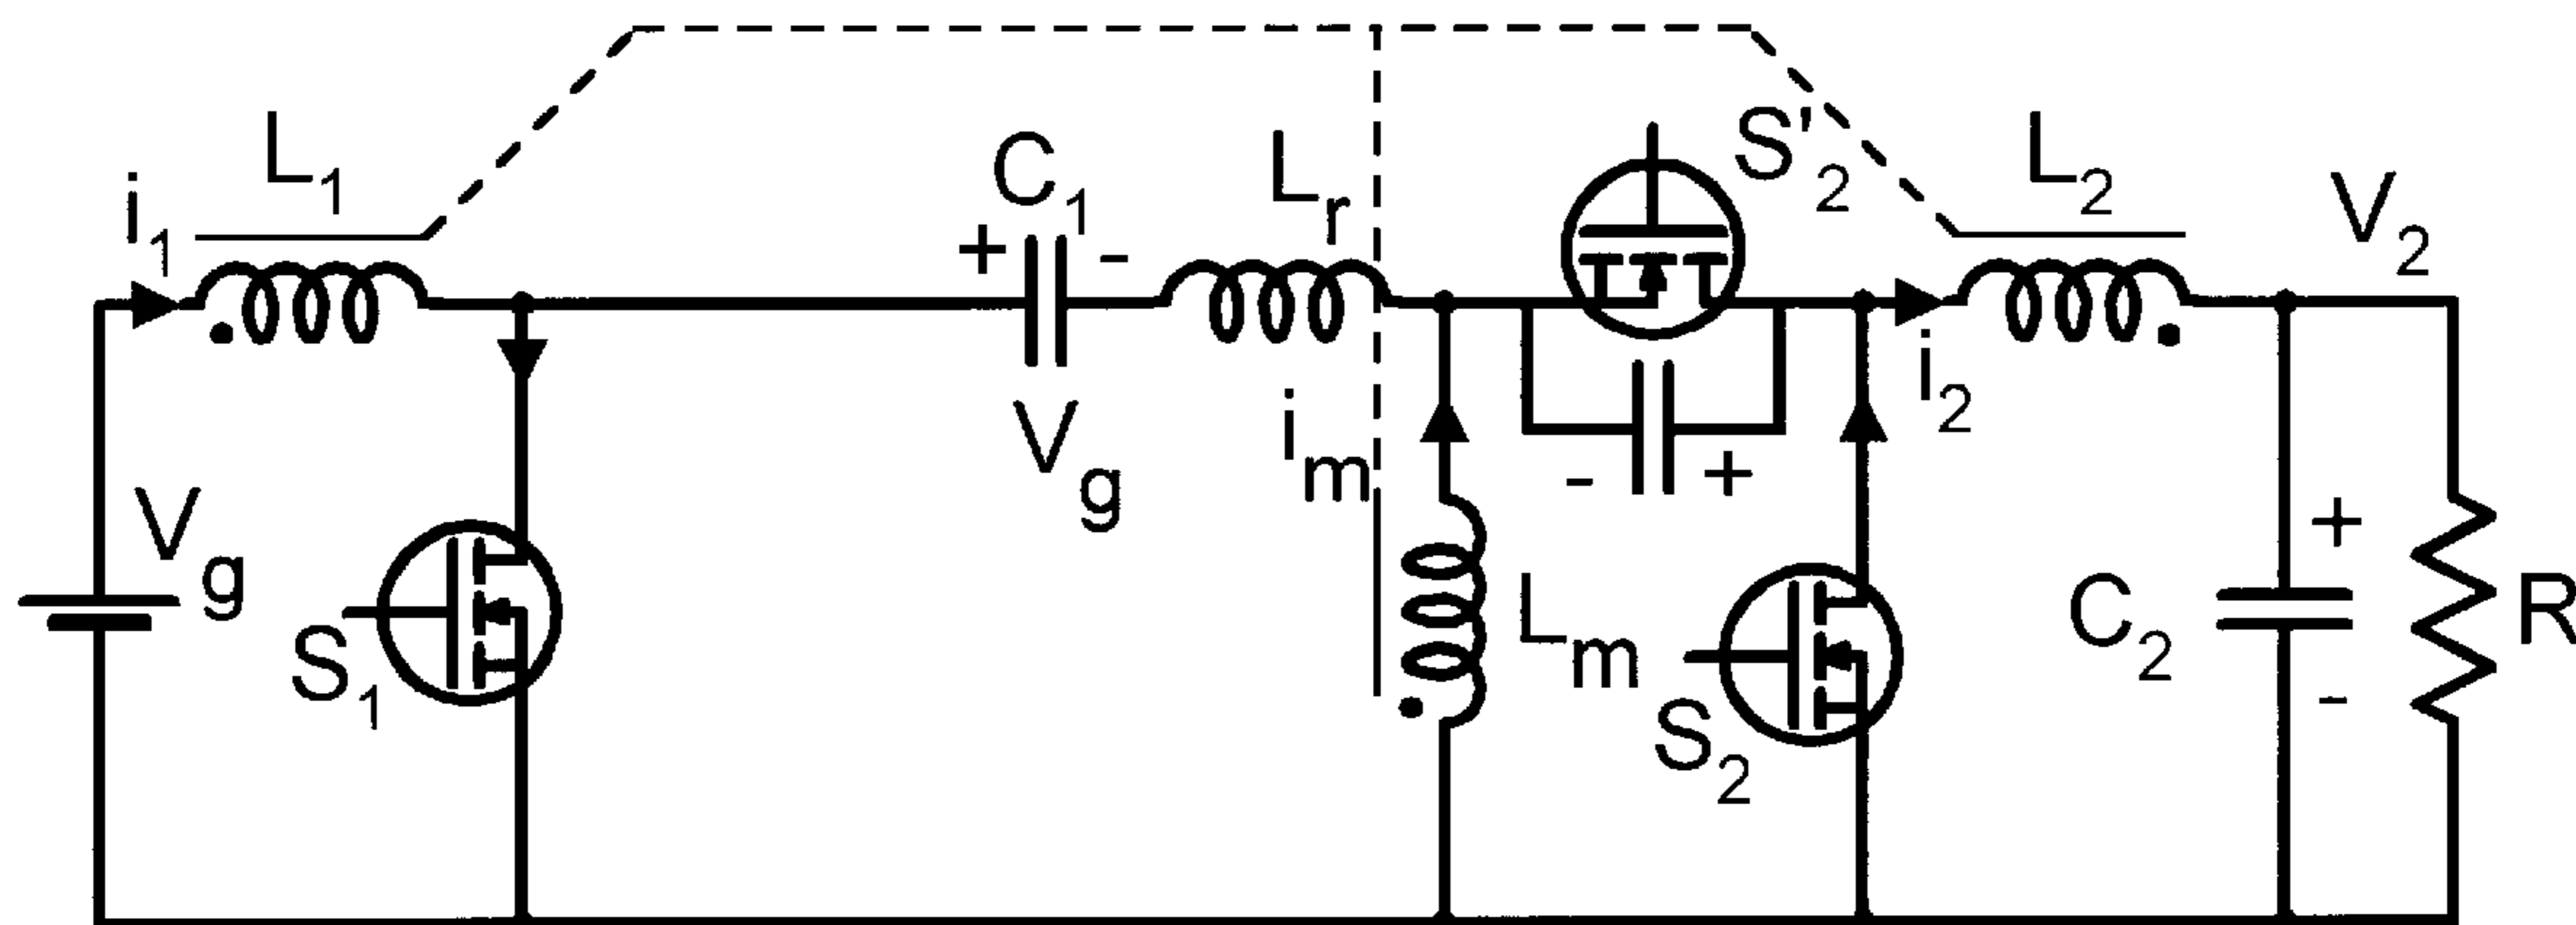 i1
L1
C1
+
-
Vg
Lr
S'2
L2
V2
im
Lm
-
+
i2
Vg
S1
S2
C2
+
-
R